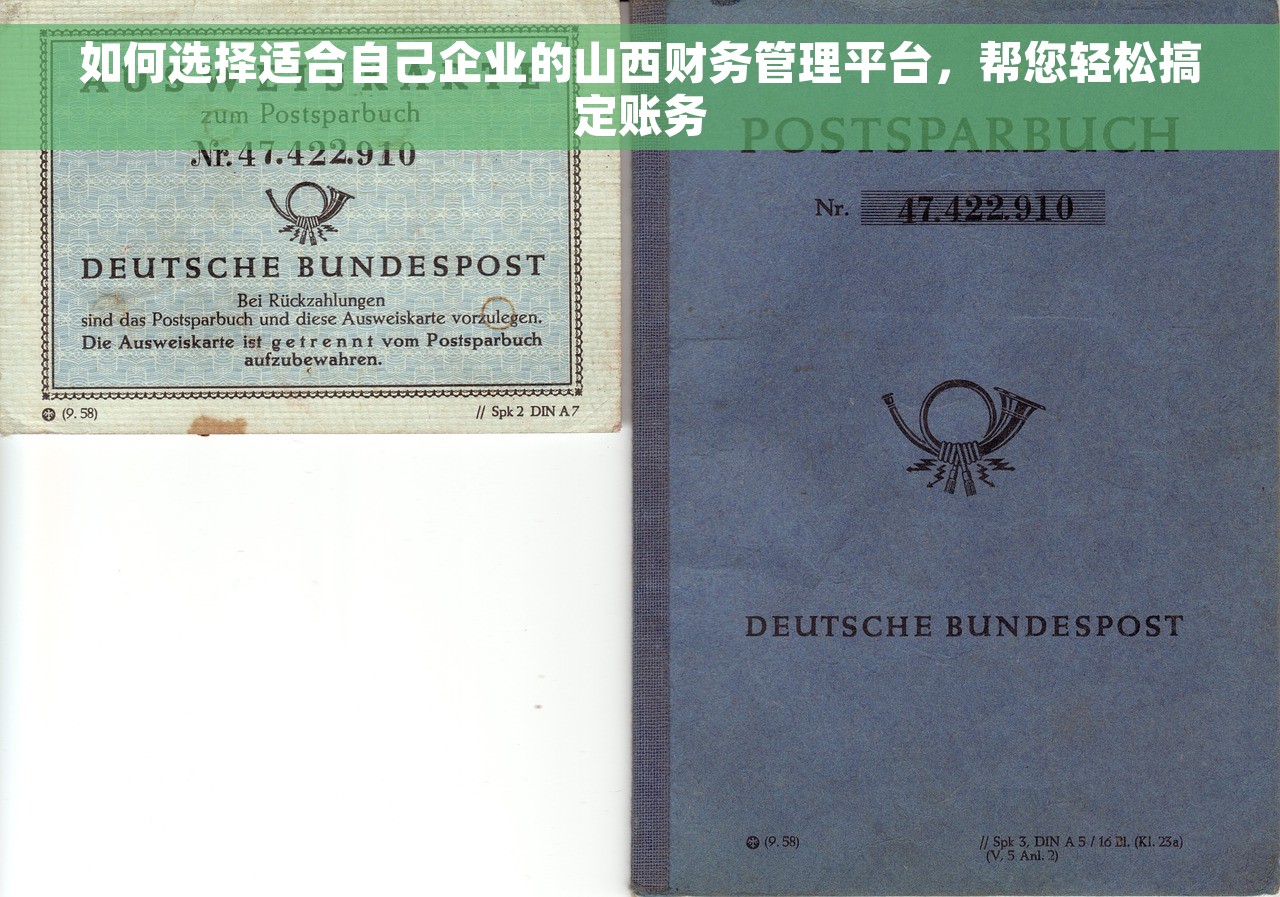 如何选择适合自己企业的山西财务管理平台，帮您轻松搞
定账务
AUSWEISKARTE
zum Postsparbuch
Nr. 47.422.910
DEUTSCHE BUNDESPOST
Bei Rückzahlungen
sind das Postsparbuch und diese Ausweiskarte vorzulegen.
Die Ausweiskarte ist getrennt vom Postsparbuch
aufzubewahren.
(9. 58)
// Spk 2 DIN A 7
POSTSPARBUCH
Nr. 47.422.910
DEUTSCHE BUNDESPOST
(9. 58)
// Spk 3, DIN A 5 / 16 Bl. (Kl. 23a)
(V, 5 Anl. 2)